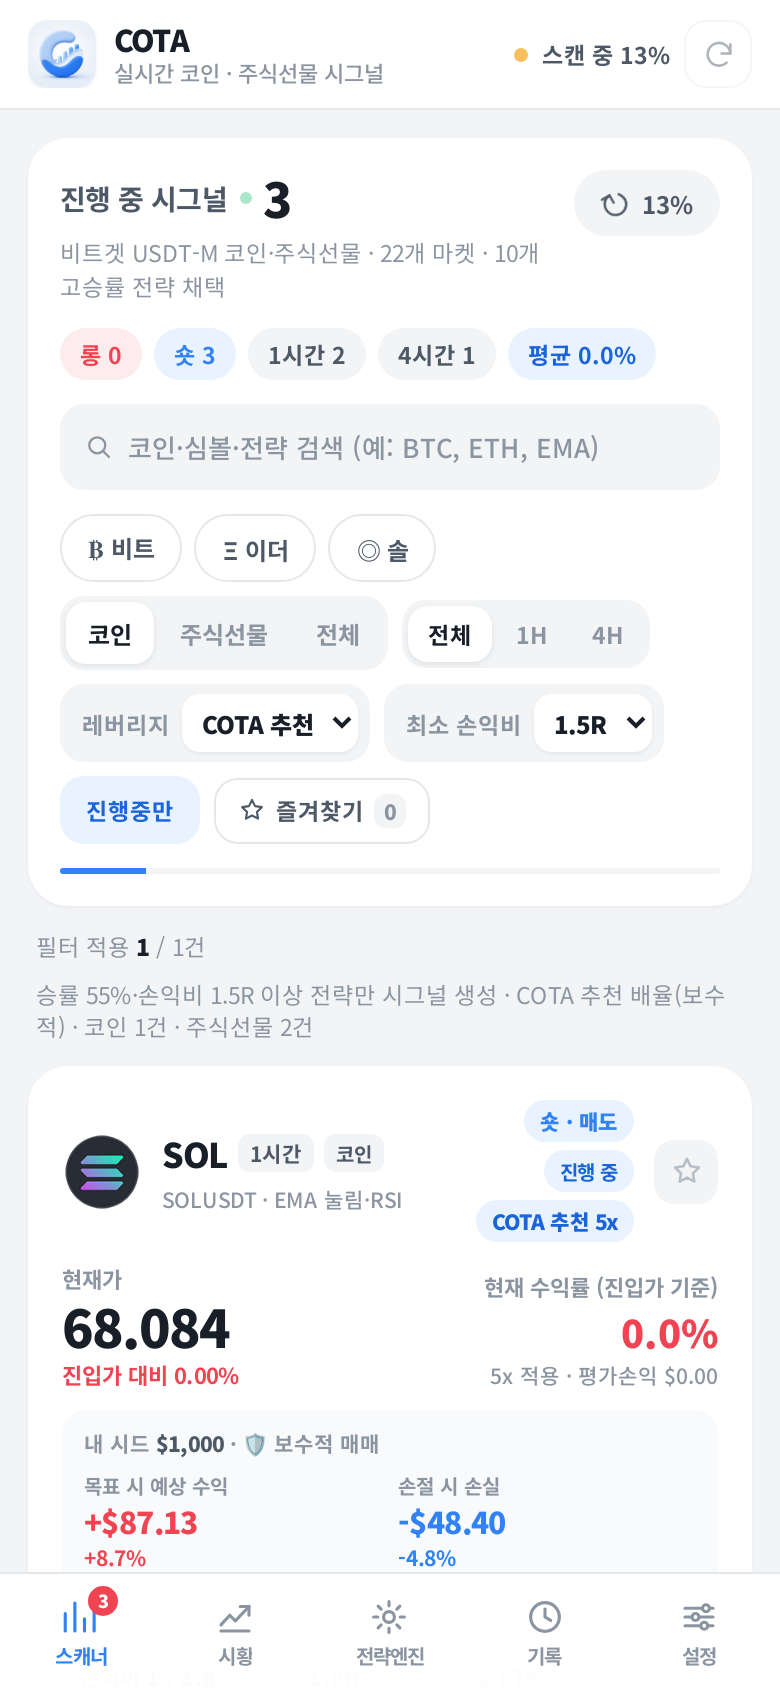 COTA
실시간 코인 · 주식선물 시그널
스캔 중 13%
진행 중 시그널 3
13%
비트겟 USDT-M 코인·주식선물 · 22개 마켓 · 10개
고승률 전략 채택
롱 0 숏 3 1시간 2 4시간 1 평균 0.0%
코인·심볼·전략 검색 (예: BTC, ETH, EMA)
₿ 비트 Ξ 이더 ◎ 솔
코인 주식선물 전체 전체 1H 4H
레버리지 COTA 추천 최소 손익비 1.5R
진행중만 즐겨찾기 0
필터 적용 1 / 1건
승률 55%·손익비 1.5R 이상 전략만 시그널 생성 · COTA 추천 배율(보수
적) · 코인 1건 · 주식선물 2건
SOL 1시간 코인
SOLUSDT · EMA 눌림·RSI
숏 · 매도
진행 중
COTA 추천 5x
현재가
68.084
진입가 대비 0.00%
현재 수익률 (진입가 기준)
0.0%
5x 적용 · 평가손익 $0.00
내 시드 $1,000 · 🛡️ 보수적 매매
목표 시 예상 수익
+$87.13
+8.7%
손절 시 손실
-$48.40
-4.8%
3
스캐너 시황 전략엔진 기록 설정